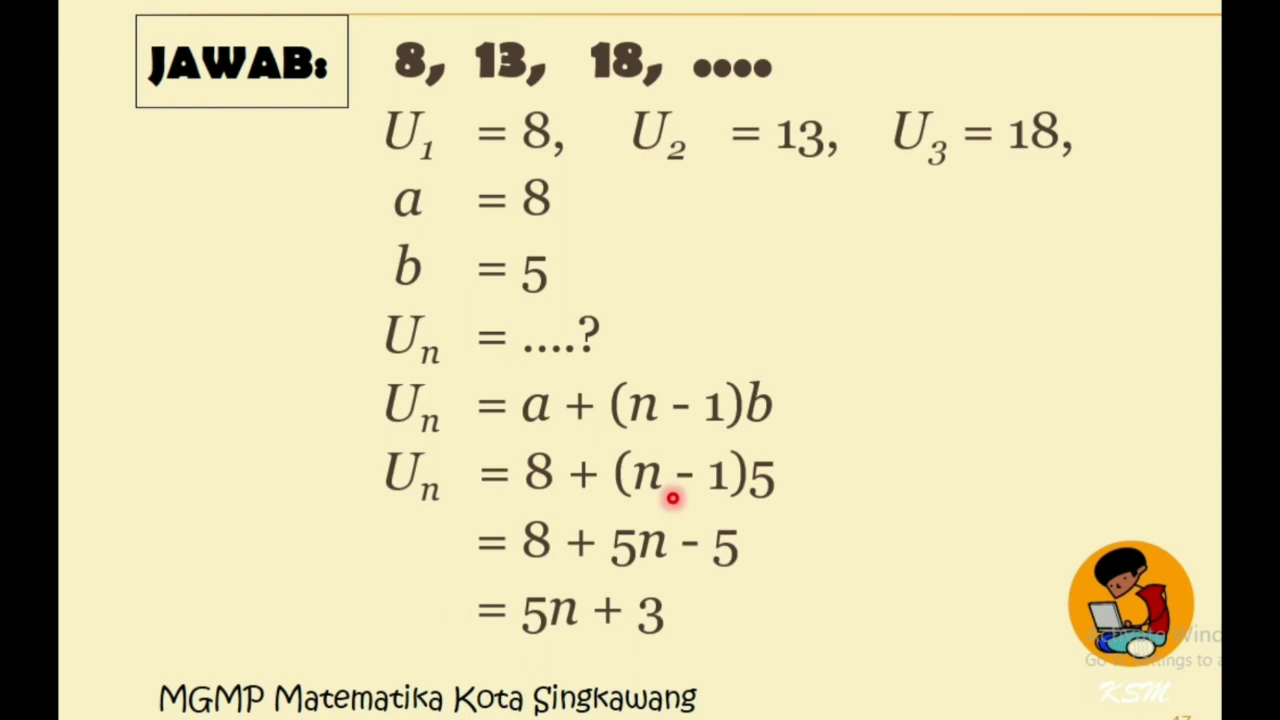 JAWAB: 8, 13, 18, ....
U₁ = 8, U₂ = 13, U₃ = 18,
a = 8
b = 5
Uₙ = ....?
Uₙ = a + (n - 1)b
Uₙ = 8 + (n - 1)5
= 8 + 5n - 5
= 5n + 3
KSM
MGMP Matematika Kota Singkawang